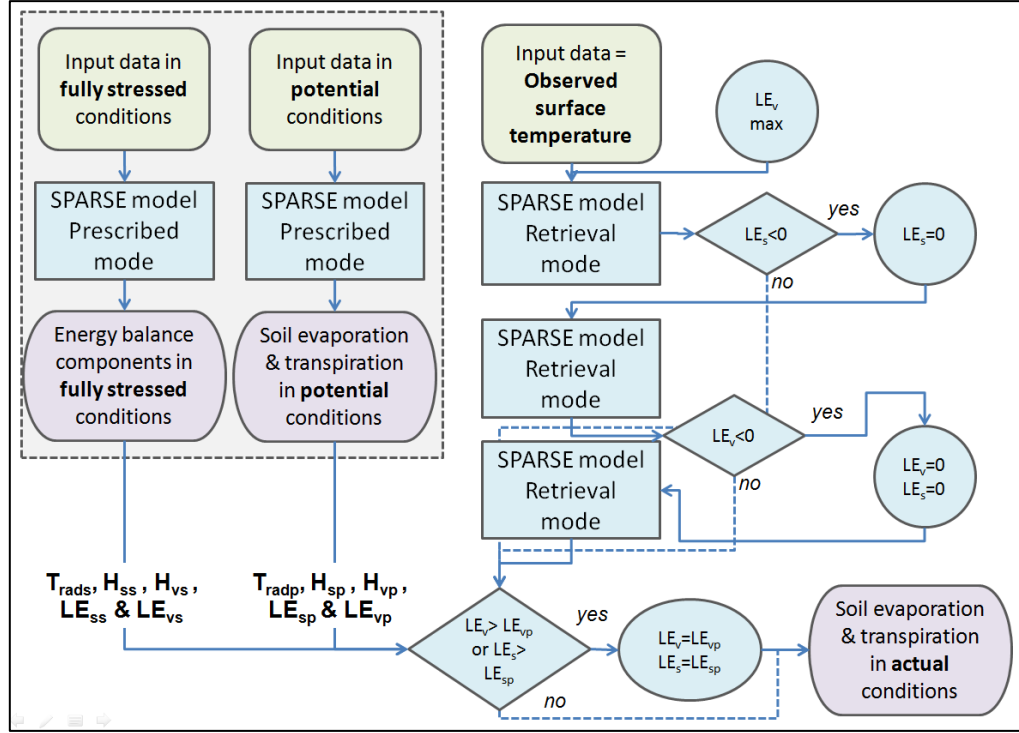 Input data in
fully stressed
conditions
Input data in
potential
conditions
Input data =
Observed
surface
temperature
LEv
max
SPARSE model
Prescribed
mode
SPARSE model
Prescribed
mode
SPARSE model
Retrieval
mode
LEs<0
yes
LEs=0
no
Energy balance
components in
fully stressed
conditions
Soil evaporation
& transpiration
in potential
conditions
SPARSE model
Retrieval
mode
LEv<0
yes
no
LEv=0
LEs=0
SPARSE model
Retrieval
mode
Trads, Hss , Hvs ,
LEss & LEvs
Tradp, Hsp , Hvp ,
LEsp & LEvp
LEv> LEvp
or LEs>
LEsp
yes
no
LEv=LEvp
LEs=LEsp
Soil evaporation
& transpiration
in actual
conditions